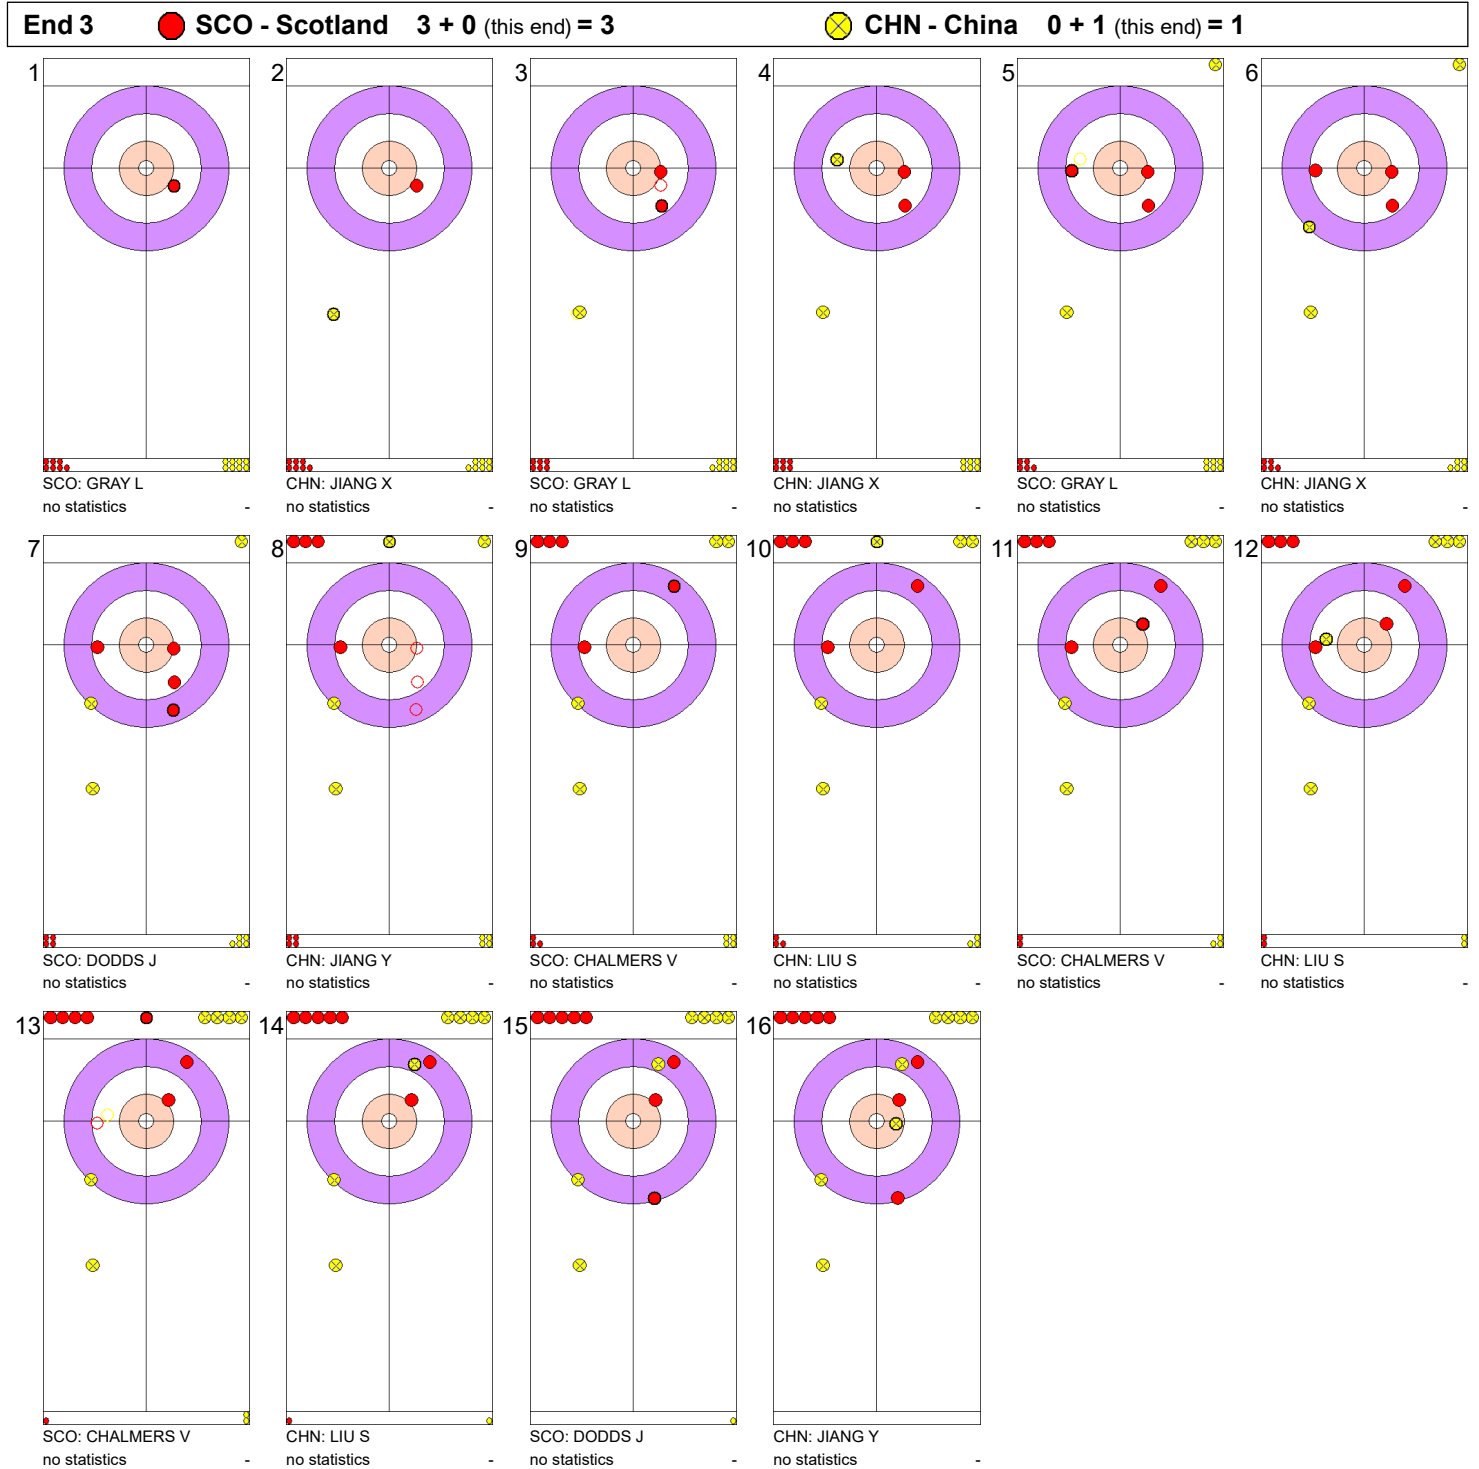 End 3 SCO - Scotland 3 + 0 (this end) = 3 CHN - China 0 + 1 (this end) = 1
1 2 3 4 5 6
SCO: GRAY L CHN: JIANG X SCO: GRAY L CHN: JIANG X SCO: GRAY L CHN: JIANG X
no statistics - no statistics - no statistics - no statistics - no statistics - no statistics -
7 8 9 10 11 12
SCO: DODDS J CHN: JIANG Y SCO: CHALMERS V CHN: LIU S SCO: CHALMERS V CHN: LIU S
no statistics - no statistics - no statistics - no statistics - no statistics - no statistics -
13 14 15 16
SCO: CHALMERS V CHN: LIU S SCO: DODDS J CHN: JIANG Y
no statistics - no statistics - no statistics - no statistics -